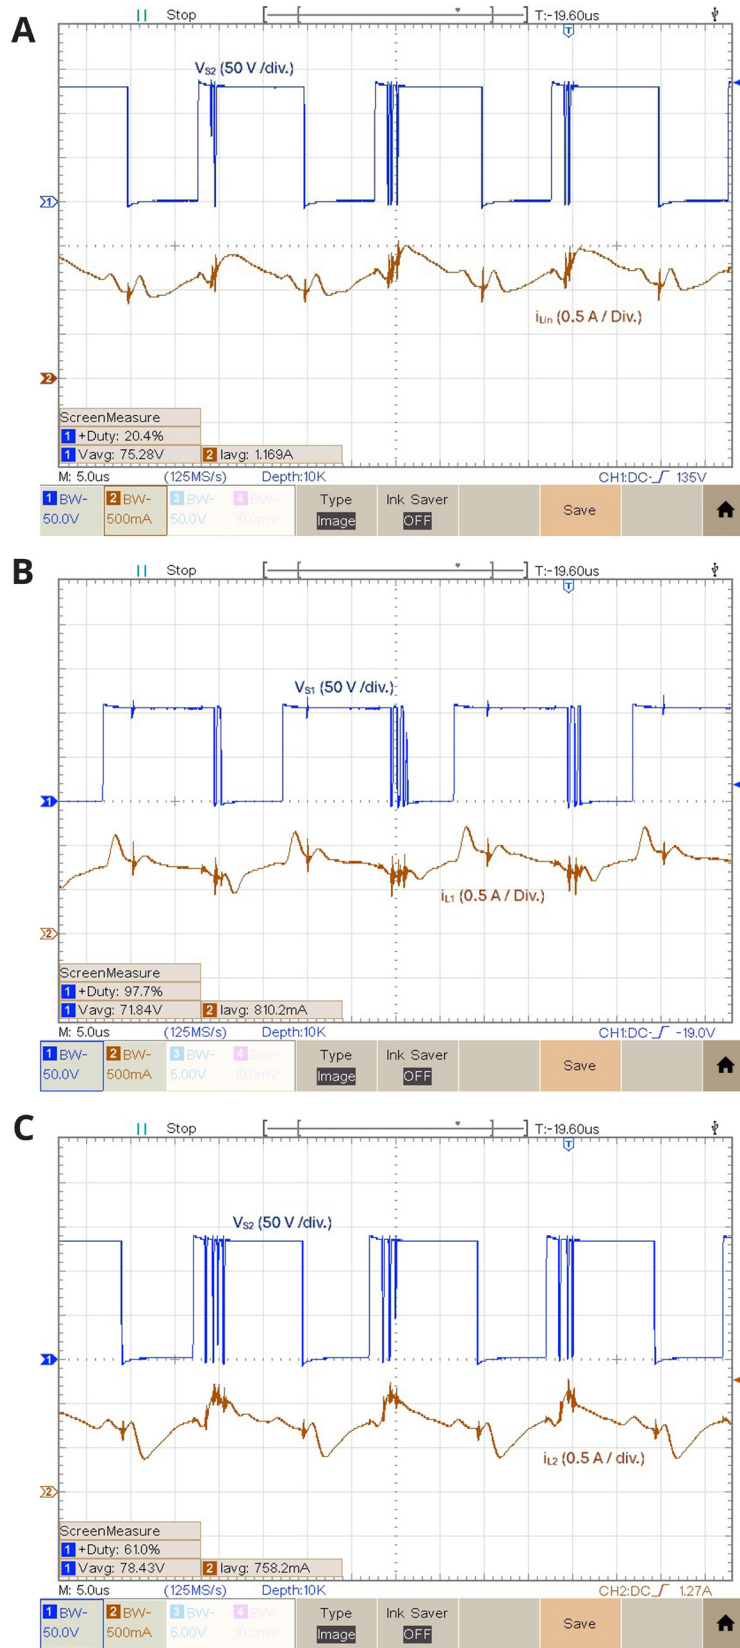 A
Stop
T:-19.60us
T
VS2 (50 V /div.)
1
iLin (0.5 A / Div.)
2
ScreenMeasure
1 +Duty: 20.4%
1 Vavg: 75.28V 2 Iavg: 1.169A
M: 5.0us (125MS/s) Depth:10K CH1:DC- 135V
1 BW- 2 BW- 3 BW- 4 BW- Type Ink Saver
50.0V 500mA 50.0V 10.0mV Image OFF Save
B
Stop
T:-19.60us
T
VS1 (50 V /div.)
1
iL1 (0.5 A / Div.)
2
ScreenMeasure
1 +Duty: 97.7%
1 Vavg: 71.84V 2 Iavg: 810.2mA
M: 5.0us (125MS/s) Depth:10K CH1:DC- -19.0V
1 BW- 2 BW- 3 BW- 4 BW- Type Ink Saver
50.0V 500mA 5.00V 10.0mV Image OFF Save
C
Stop
T:-19.60us
T
VS2 (50 V /div.)
1
iL2 (0.5 A / div.)
2
ScreenMeasure
1 +Duty: 61.0%
1 Vavg: 78.43V 2 Iavg: 758.2mA
M: 5.0us (125MS/s) Depth:10K CH2:DC 1.27A
1 BW- 2 BW- 3 BW- 4 BW- Type Ink Saver
50.0V 500mA 5.00V 10.0mV Image OFF Save